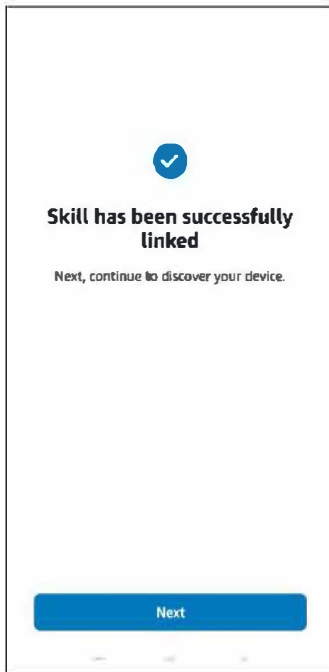 Skill has been successfully
linked
Next, continue to discover your device.
Next